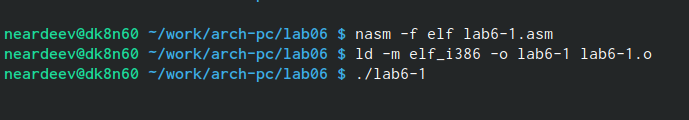 neardeev@dk8n60 ~/work/arch-pc/lab06 $ nasm -f elf lab6-1.asm
neardeev@dk8n60 ~/work/arch-pc/lab06 $ ld -m elf_i386 -o lab6-1 lab6-1.o
neardeev@dk8n60 ~/work/arch-pc/lab06 $ ./lab6-1